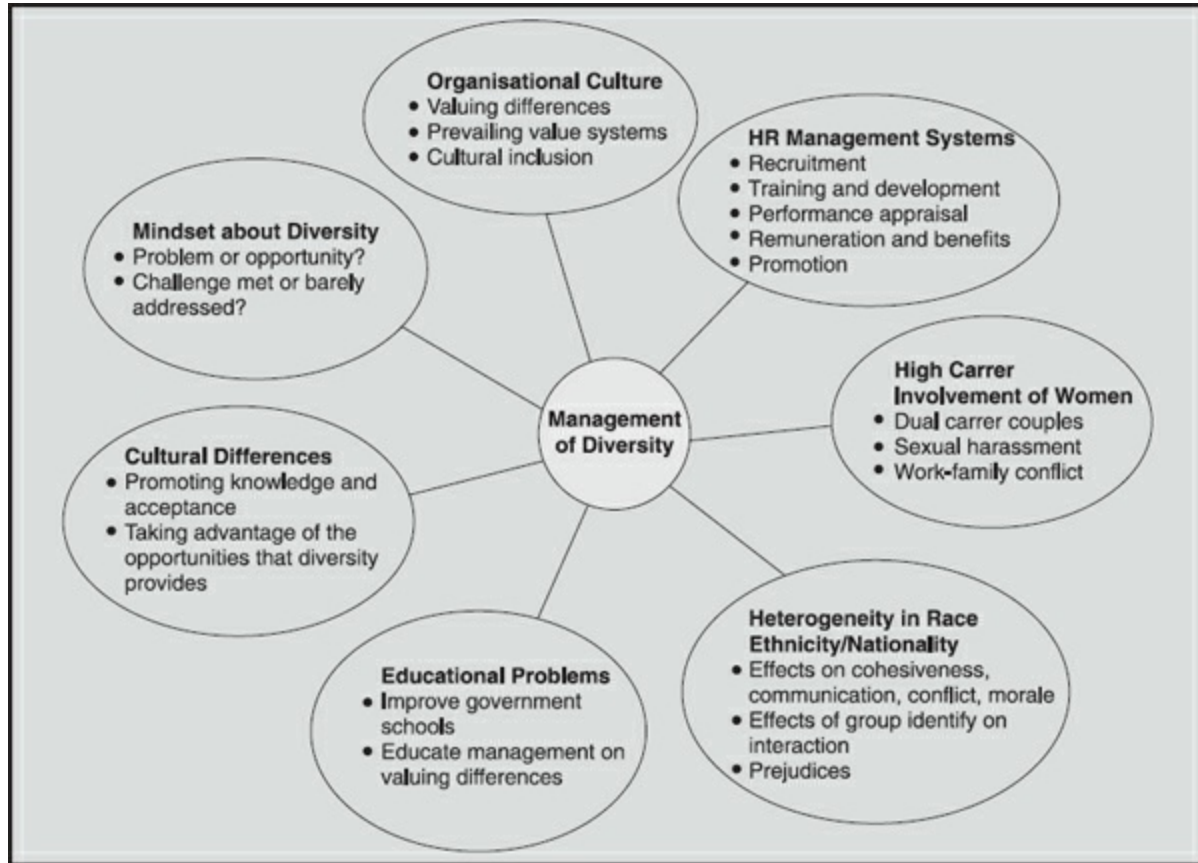 Organisational Culture
• Valuing differences
• Prevailing value systems
• Cultural inclusion
HR Management Systems
• Recruitment
• Training and development
• Performance appraisal
• Remuneration and benefits
• Promotion
Mindset about Diversity
• Problem or opportunity?
• Challenge met or barely
addressed?
High Carrer
Involvement of Women
• Dual carrer couples
• Sexual harassment
• Work-family conflict
Management
of Diversity
Cultural Differences
• Promoting knowledge and
acceptance
• Taking advantage of the
opportunities that diversity
provides
Heterogeneity in Race
Ethnicity/Nationality
• Effects on cohesiveness,
communication, conflict, morale
• Effects of group identify on
interaction
• Prejudices
Educational Problems
• Improve government
schools
• Educate management on
valuing differences